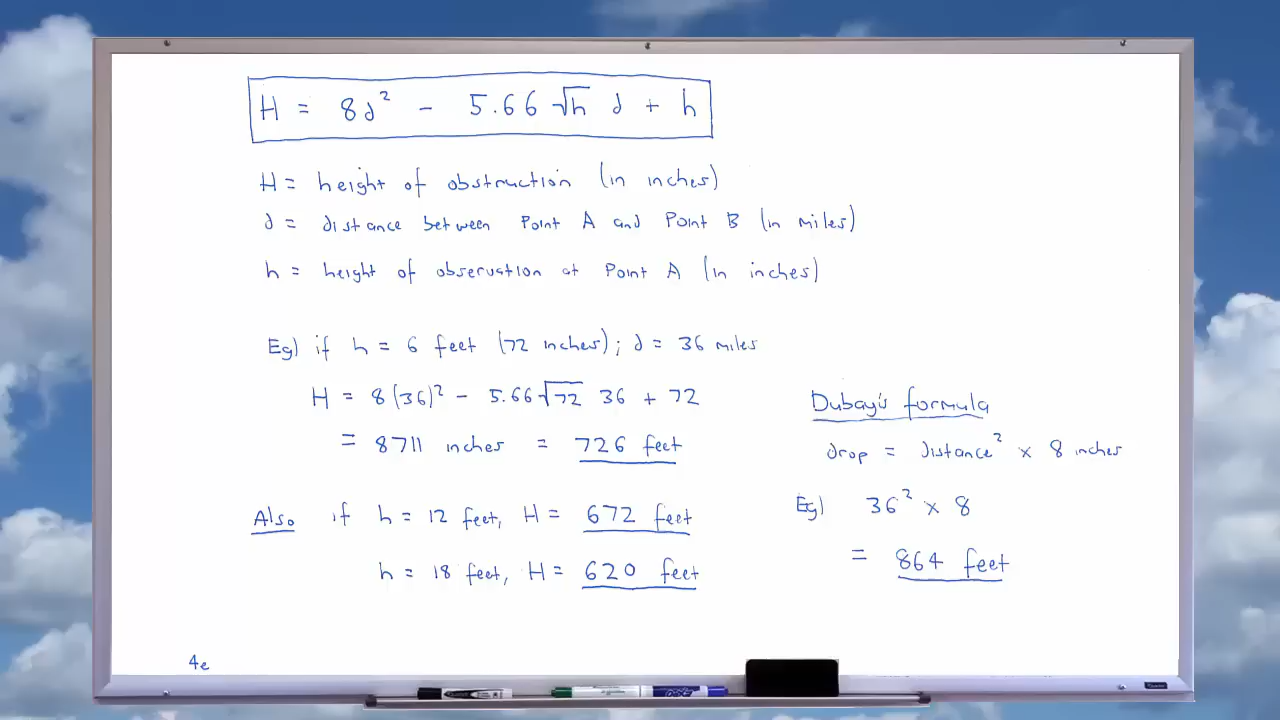 H = 8d² - 5.66 √h d + h
H = height of obstruction (in inches)
d = distance between Point A and Point B (in miles)
h = height of observation at Point A (in inches)
Eg) if h = 6 feet (72 inches); d = 36 miles
H = 8(36)² - 5.66 √72 36 + 72
= 8711 inches = 726 feet
Also if h = 12 feet, H = 672 feet
h = 18 feet, H = 620 feet
Dubay's formula
drop = distance² × 8 inches
Eg) 36² × 8
= 864 feet
4e